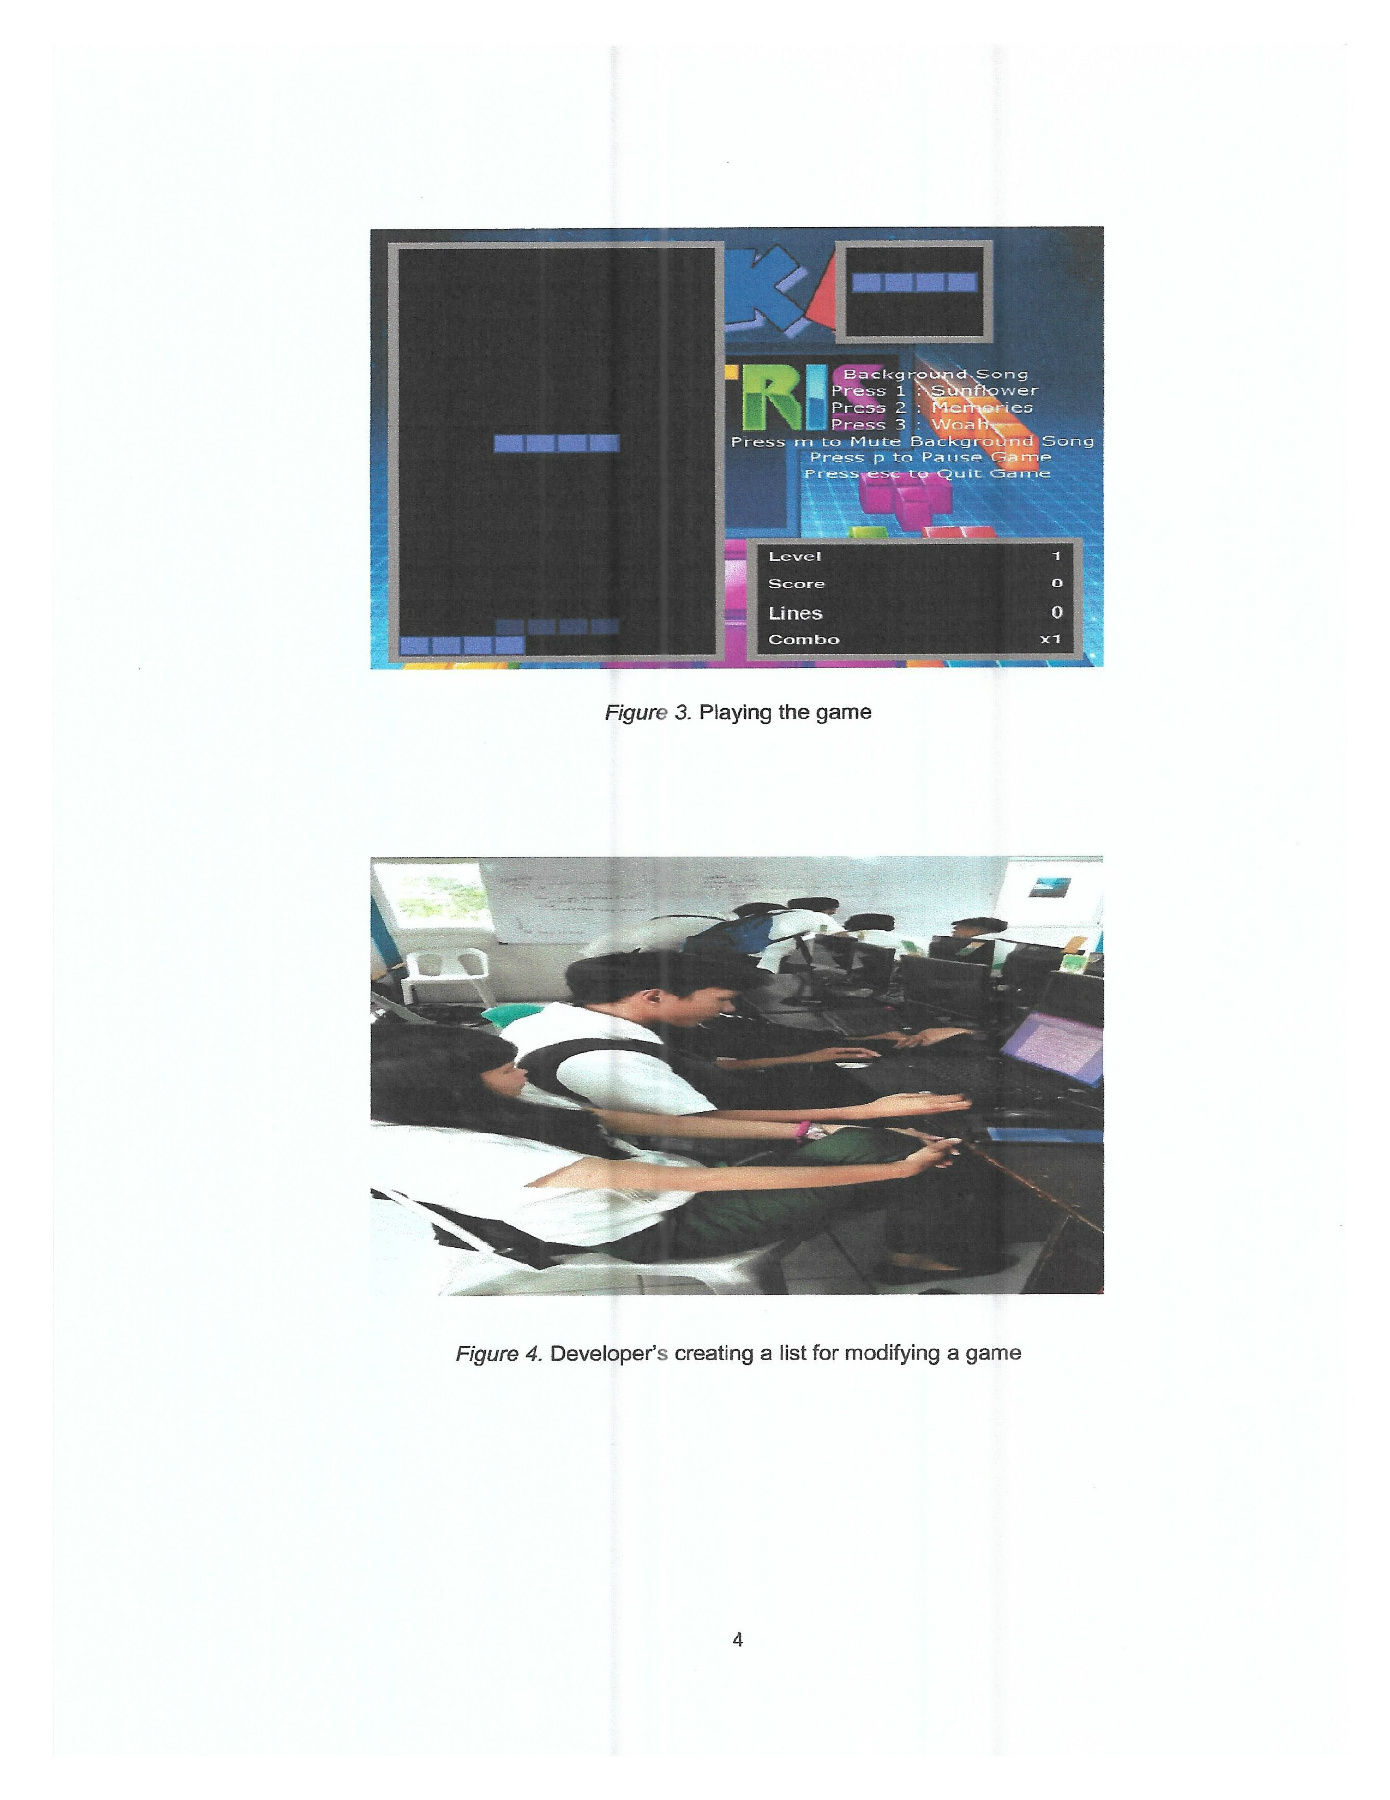 K
TRIS
Background Song
Press 1 : Sunflower
Press 2 : Memories
Press 3 : Woah
Press m to Mute Background Song
Press p to Pause Game
Press esc to Quit Game
Level 1
Score 0
Lines 0
Combo x1
Figure 3. Playing the game
Figure 4. Developer's creating a list for modifying a game
4